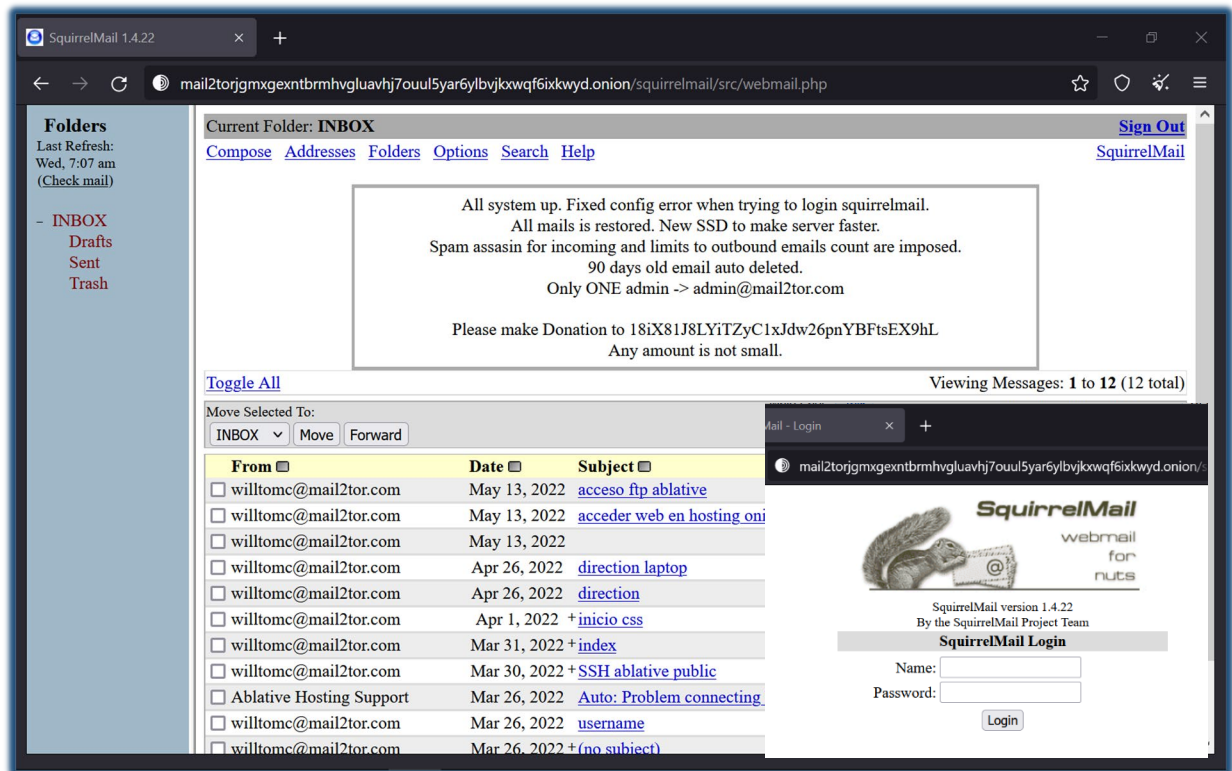 SquirrelMail 1.4.22
mail2torjgmxgexntbrmhvgluavhj7ouul5yar6ylbvjkxwqf6ixkwyd.onion/squirrelmail/src/webmail.php
Folders
Last Refresh:
Wed, 7:07 am
(Check mail)
– INBOX
Drafts
Sent
Trash
Current Folder: INBOX Sign Out
Compose Addresses Folders Options Search Help SquirrelMail
All system up. Fixed config error when trying to login squirrelmail.
All mails is restored. New SSD to make server faster.
Spam assasin for incoming and limits to outbound emails count are imposed.
90 days old email auto deleted.
Only ONE admin -> admin@mail2tor.com
Please make Donation to 18iX81J8LYiTZyC1xJdw26pnYBFtsEX9hL
Any amount is not small.
Toggle All Viewing Messages: 1 to 12 (12 total)
Move Selected To:
INBOX Move Forward
From Date Subject
willtomc@mail2tor.com May 13, 2022 acceso ftp ablative
willtomc@mail2tor.com May 13, 2022 acceder web en hosting oni
willtomc@mail2tor.com May 13, 2022
willtomc@mail2tor.com Apr 26, 2022 direction laptop
willtomc@mail2tor.com Apr 26, 2022 direction
willtomc@mail2tor.com Apr 1, 2022 + inicio css
willtomc@mail2tor.com Mar 31, 2022 + index
willtomc@mail2tor.com Mar 30, 2022 + SSH ablative public
Ablative Hosting Support Mar 26, 2022 Auto: Problem connecting
willtomc@mail2tor.com Mar 26, 2022 username
willtomc@mail2tor.com Mar 26, 2022 + (no subject)
Mail - Login
mail2torjgmxgexntbrmhvgluavhj7ouul5yar6ylbvjkxwqf6ixkwyd.onion/s
SquirrelMail
webmail
for
nuts
@
SquirrelMail version 1.4.22
By the SquirrelMail Project Team
SquirrelMail Login
Name:
Password:
Login